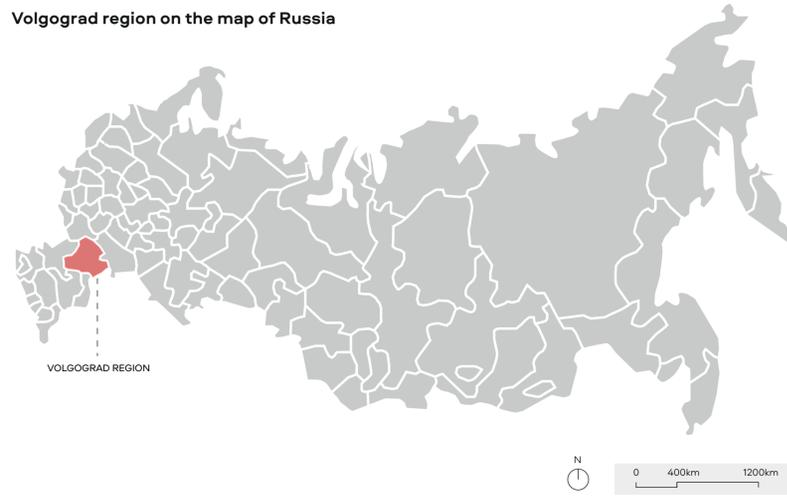 Volgograd region on the map of Russia
VOLGOGRAD REGION
N
0 400km 1200km